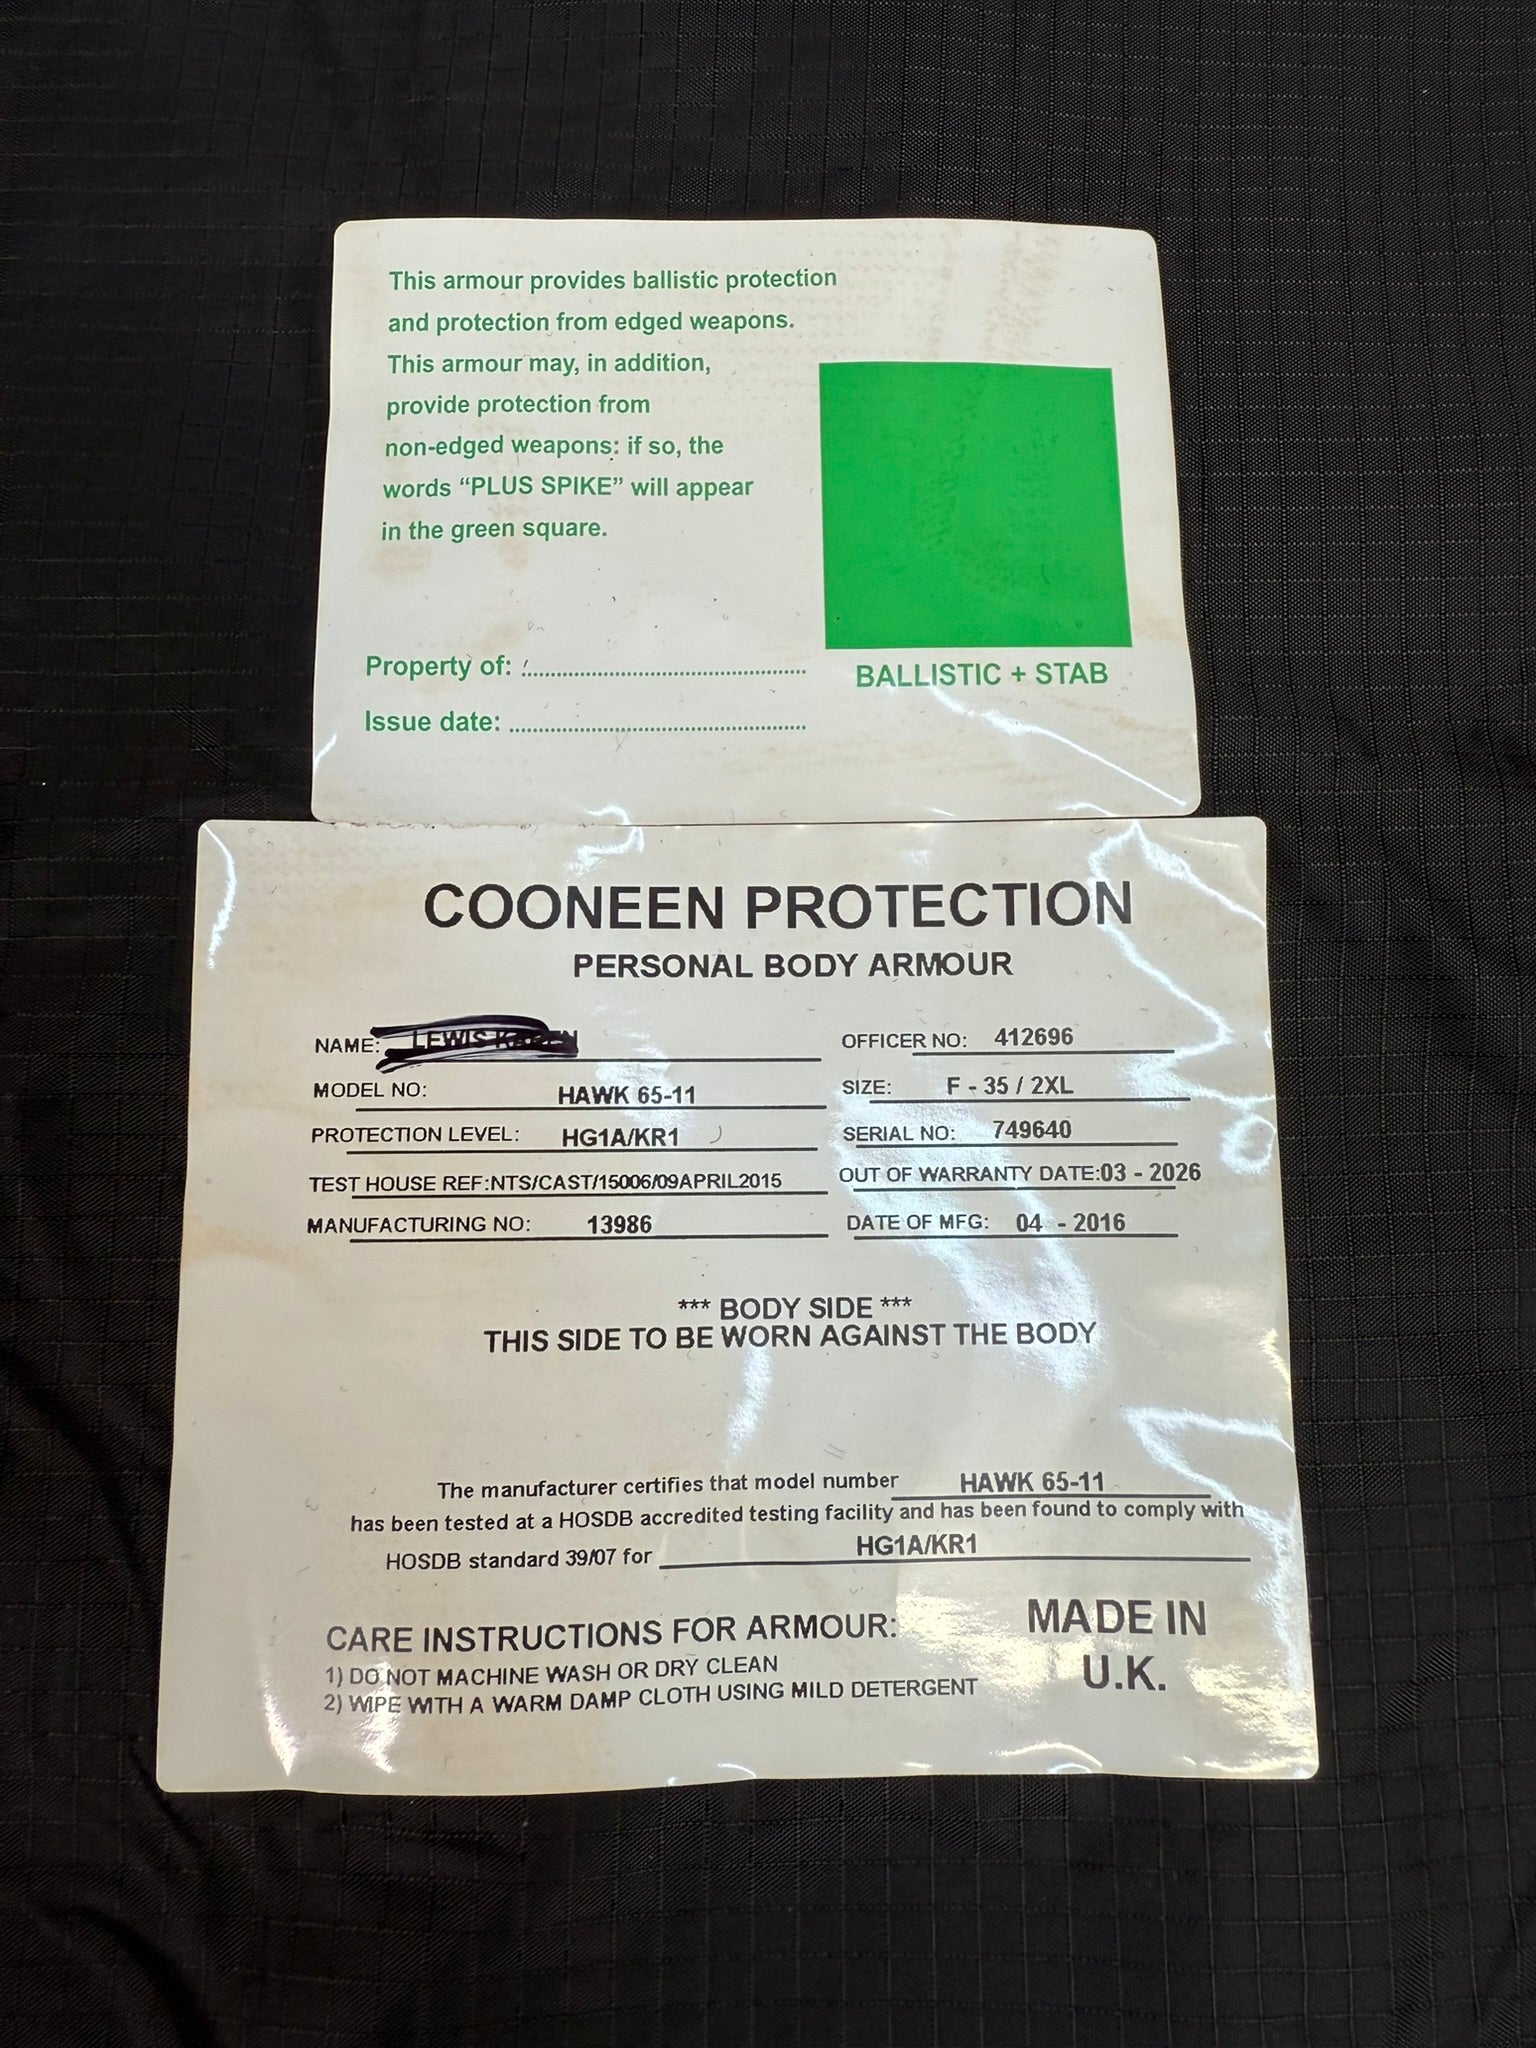 This armour provides ballistic protection
and protection from edged weapons.
This armour may, in addition,
provide protection from
non-edged weapons: if so, the
words “PLUS SPIKE” will appear
in the green square.
Property of:
Issue date:
BALLISTIC + STAB
COONEEN PROTECTION
PERSONAL BODY ARMOUR
NAME:
OFFICER NO: 412696
MODEL NO: HAWK 65-11
SIZE: F - 35 / 2XL
PROTECTION LEVEL: HG1A/KR1
SERIAL NO: 749640
TEST HOUSE REF:NTS/CAST/15006/09APRIL2015
OUT OF WARRANTY DATE:03 - 2026
MANUFACTURING NO: 13986
DATE OF MFG: 04 - 2016
*** BODY SIDE ***
THIS SIDE TO BE WORN AGAINST THE BODY
The manufacturer certifies that model number HAWK 65-11
has been tested at a HOSDB accredited testing facility and has been found to comply with
HOSDB standard 39/07 for HG1A/KR1
CARE INSTRUCTIONS FOR ARMOUR:
1) DO NOT MACHINE WASH OR DRY CLEAN
2) WIPE WITH A WARM DAMP CLOTH USING MILD DETERGENT
MADE IN
U.K.